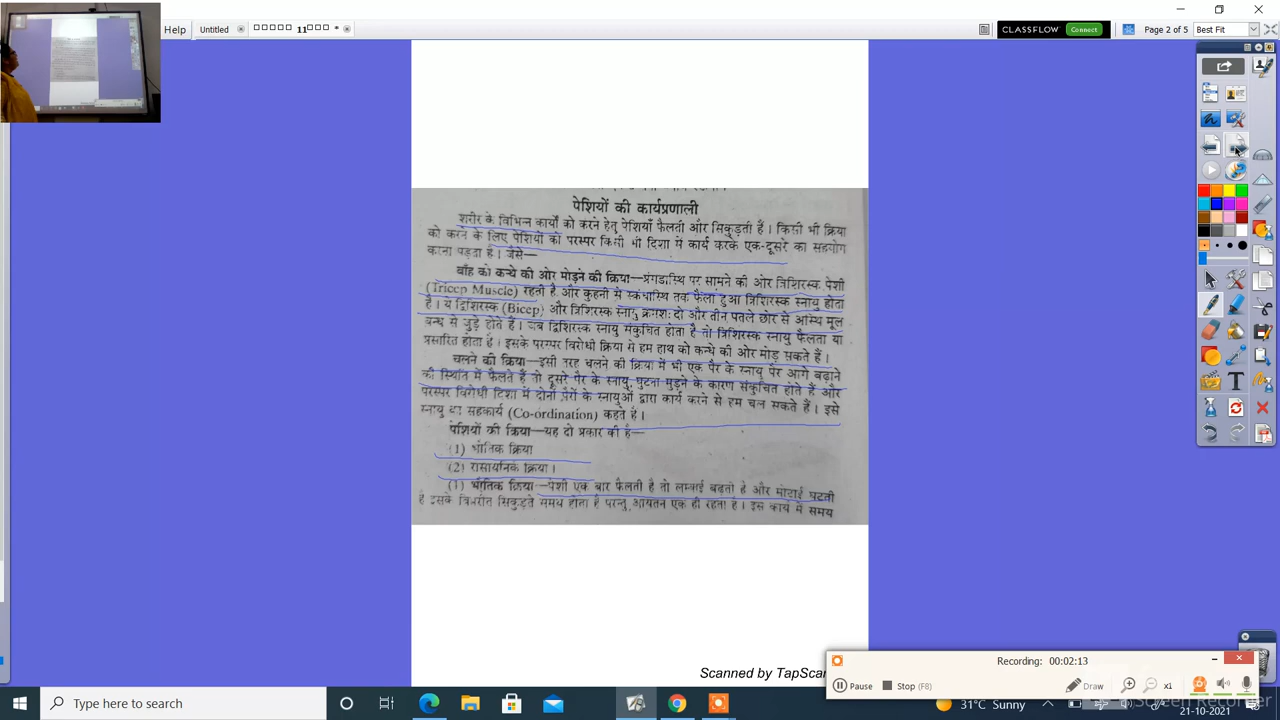 Help Untitled □□□□□ 11□□□ * CLASSFLOW Connect Page 2 of 5 Best Fit
पेशियों की कार्यप्रणाली
शरीर के विभिन्न कार्यों को करने हेतु पेशियाँ फैलती और सिकुड़ती हैं। किसी भी क्रिया
को करने के लिए पेशियों को परस्पर किसी भी दिशा में कार्य करके एक-दूसरे का सहयोग
करना पड़ता है। जैसे—
बाँह को कन्धे की ओर मोड़ने की क्रिया—प्रगंडास्थि पर सामने की ओर त्रिशिरस्क पेशी
(Tricep Muscle) रहती है और कुहनी से स्कंधास्थि तक फैला हुआ त्रिशिरस्क स्नायु होता
है। ये द्विशिरस्क (Bicep) और त्रिशिरस्क स्नायु क्रमशः दो और तीन पतले छोर से अस्थि मूल
बन्ध से जुड़े होते हैं। जब द्विशिरस्क स्नायु संकुचित होता है तो त्रिशिरस्क स्नायु फैलता या
प्रसारित होता है। इसके परस्पर विरोधी क्रिया से हम हाथ को कन्धे की ओर मोड़ सकते हैं।
चलने की क्रिया—इसी तरह चलने की क्रिया में भी एक पैर के स्नायु पैर आगे बढ़ाने
की स्थिति में फैलते हैं तो दूसरे पैर के स्नायु, घुटना मुड़ने के कारण संकुचित होते हैं और
परस्पर विरोधी दिशा में दोनों पैरों के स्नायुओं द्वारा कार्य करने से हम चल सकते हैं। इसे
स्नायु का सहकार्य (Co-ordination) कहते है।
पेशियों की क्रिया—यह दो प्रकार की है—
(1) भौतिक क्रिया
(2) रासायनिक क्रिया।
(1) भौतिक क्रिया—पेशी एक बार फैलती है तो लम्बाई बढ़ती है और मोटाई घटती
है इसके विपरीत सिकुड़ते समय होता है परन्तु आयतन एक ही रहता है। इस कार्य में समय
Scanned by TapScan
Recording: 00:02:13
Pause Stop (F8) Draw x1
Type here to search
31°C Sunny
21-10-2021